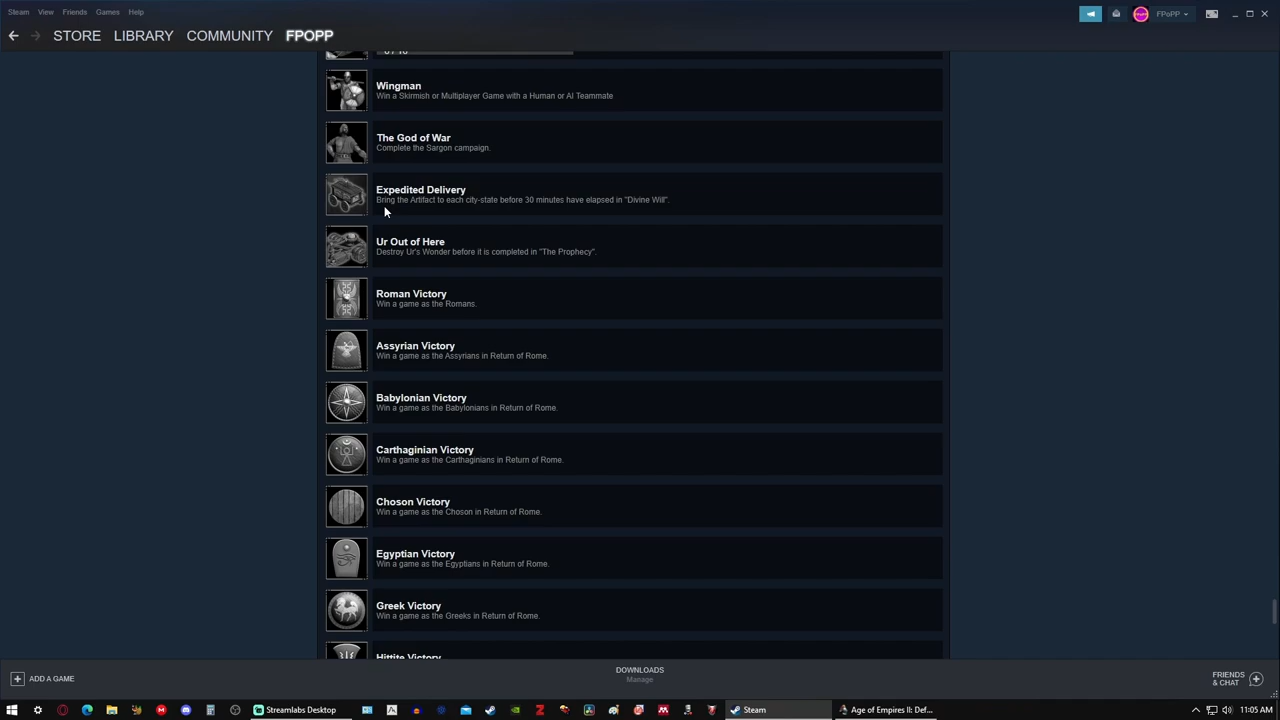 Steam View Friends Games Help
FPoPP
STORE LIBRARY COMMUNITY FPOPP
Wingman
Win a Skirmish or Multiplayer Game with a Human or AI Teammate
The God of War
Complete the Sargon campaign.
Expedited Delivery
Bring the Artifact to each city-state before 30 minutes have elapsed in "Divine Will".
Ur Out of Here
Destroy Ur's Wonder before it is completed in "The Prophecy".
Roman Victory
Win a game as the Romans.
Assyrian Victory
Win a game as the Assyrians in Return of Rome.
Babylonian Victory
Win a game as the Babylonians in Return of Rome.
Carthaginian Victory
Win a game as the Carthaginians in Return of Rome.
Choson Victory
Win a game as the Choson in Return of Rome.
Egyptian Victory
Win a game as the Egyptians in Return of Rome.
Greek Victory
Win a game as the Greeks in Return of Rome.
Hittite Victory
ADD A GAME
DOWNLOADS
Manage
FRIENDS
& CHAT
Streamlabs Desktop
Steam
Age of Empires II: Def...
11:05 AM